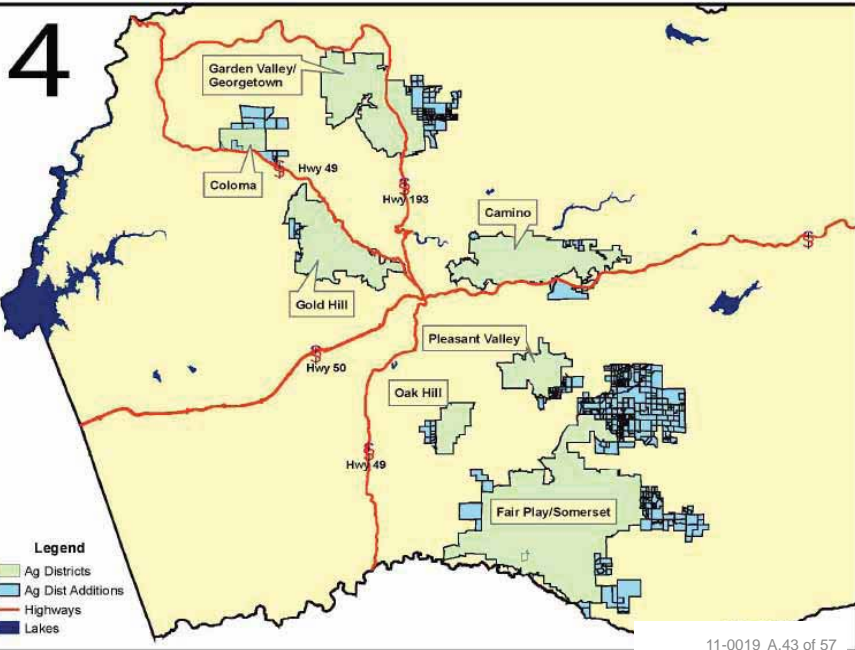 4
Garden Valley/
Georgetown
Coloma
Hwy 49
Hwy 193
Camino
Gold Hill
Pleasant Valley
Hwy 50
Oak Hill
Hwy 49
Fair Play/Somerset
Legend
Ag Districts
Ag Dist Additions
Highways
Lakes
11-0019 A.43 of 57